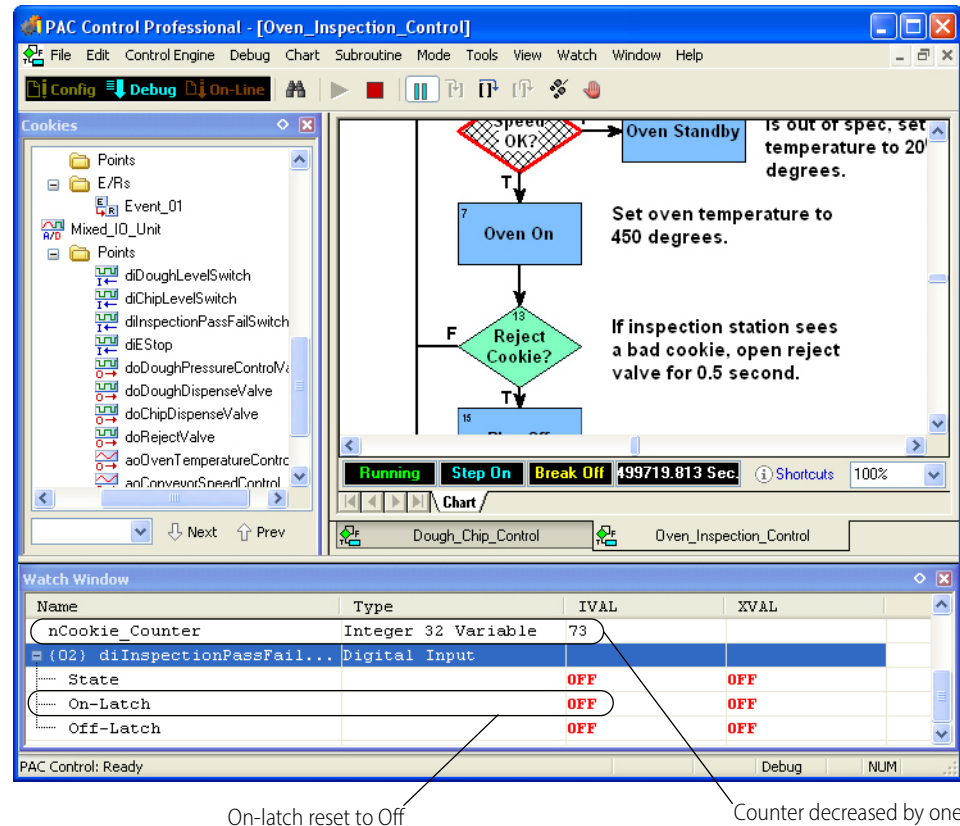 PAC Control Professional - [Oven_Inspection_Control]
File Edit Control Engine Debug Chart Subroutine Mode Tools View Watch Window Help
Config Debug On-Line
Cookies
Points
E/Rs
Event_01
Mixed_IO_Unit
Points
diDoughLevelSwitch
diChipLevelSwitch
diInspectionPassFailSwitch
diEStop
doDoughPressureControlVa
doDoughDispenseValve
doChipDispenseValve
doRejectValve
aoOvenTemperatureContro
aoConveyorSpeedControl
Next Prev
Speed
OK?
Oven Standby
is out of spec, set
temperature to 20
degrees.
T
7
Oven On
Set oven temperature to
450 degrees.
13
Reject
Cookie?
F
If inspection station sees
a bad cookie, open reject
valve for 0.5 second.
T
15
Running Step On Break Off 499719.813 Sec. Shortcuts 100%
Chart
Dough_Chip_Control Oven_Inspection_Control
Watch Window
Name Type IVAL XVAL
nCookie_Counter Integer 32 Variable 73
{02} diInspectionPassFail... Digital Input
State OFF OFF
On-Latch OFF OFF
Off-Latch OFF OFF
PAC Control: Ready Debug NUM
On-latch reset to Off
Counter decreased by one